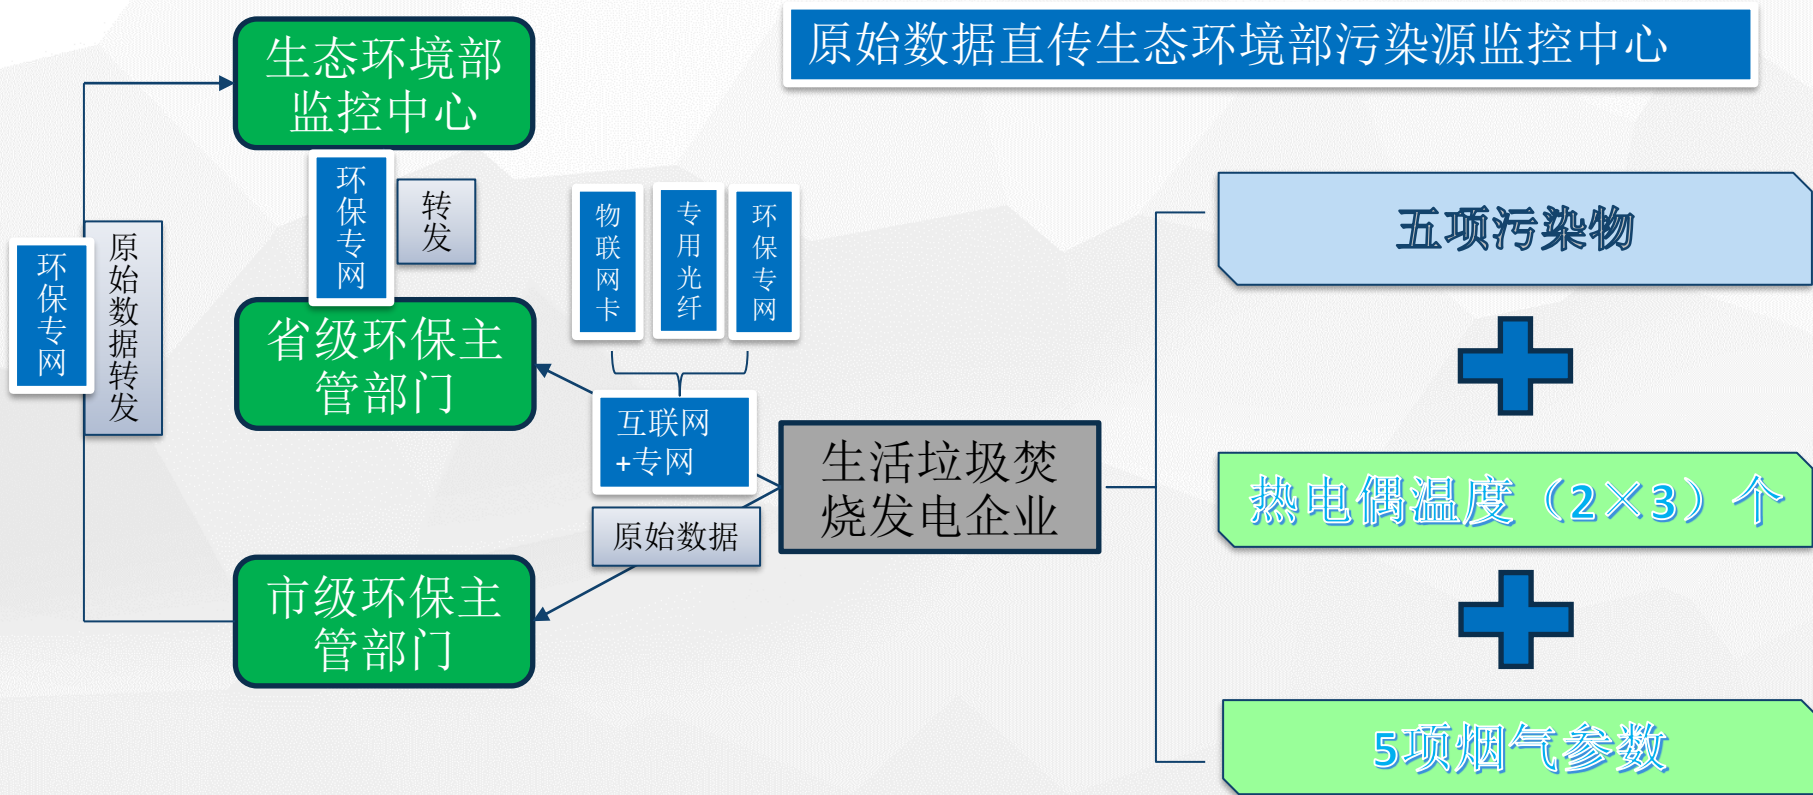 原始数据直传生态环境部污染源监控中心
生态环境部
监控中心
环保专网
转发
环保专网
原始数据转发
物联网卡
专用光纤
环保专网
省级环保主
管部门
互联网
+专网
生活垃圾焚
烧发电企业
原始数据
市级环保主
管部门
五项污染物
热电偶温度（2×3）个
5项烟气参数